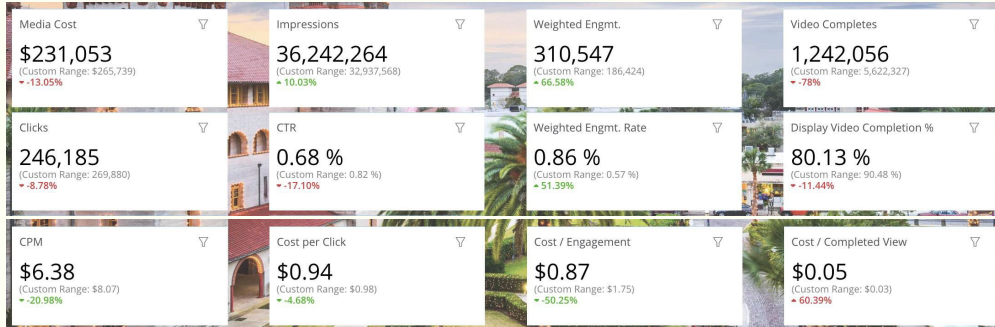 Media Cost
$231,053
(Custom Range: $265,739)
-13.05%
Impressions
36,242,264
(Custom Range: 32,937,568)
10.03%
Weighted Engmt.
310,547
(Custom Range: 186,424)
66.58%
Video Completes
1,242,056
(Custom Range: 5,622,327)
-78%
Clicks
246,185
(Custom Range: 269,880)
-8.78%
CTR
0.68 %
(Custom Range: 0.82 %)
-17.10%
Weighted Engmt. Rate
0.86 %
(Custom Range: 0.57 %)
51.39%
Display Video Completion %
80.13 %
(Custom Range: 90.48 %)
-11.44%
CPM
$6.38
(Custom Range: $8.07)
-20.98%
Cost per Click
$0.94
(Custom Range: $0.98)
-4.68%
Cost / Engagement
$0.87
(Custom Range: $1.75)
-50.25%
Cost / Completed View
$0.05
(Custom Range: $0.03)
60.39%